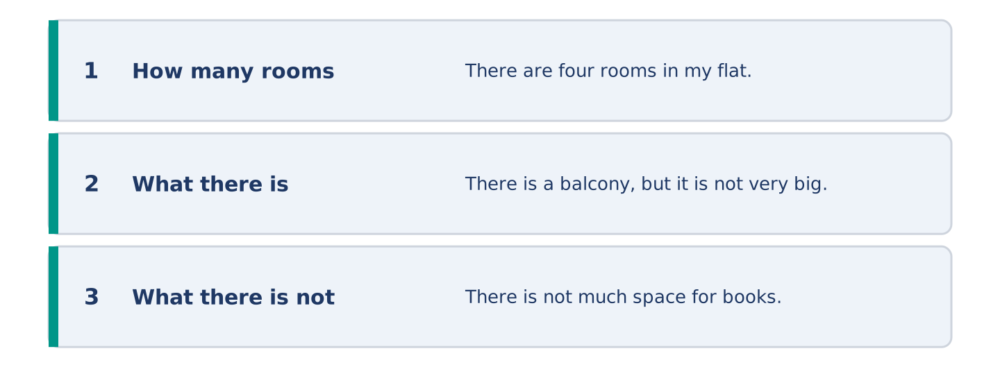 1 How many rooms There are four rooms in my flat.
2 What there is There is a balcony, but it is not very big.
3 What there is not There is not much space for books.